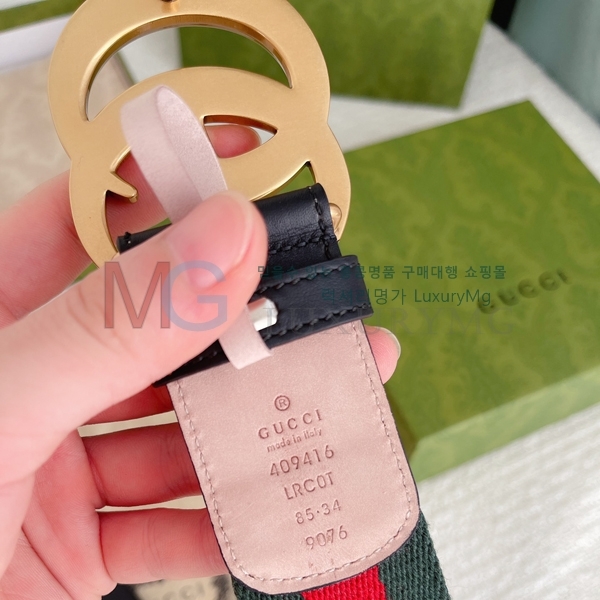 MG
명품 구매대행 쇼핑몰
명가 LuxuryMg
GUCCI
®
GUCCI
made in italy
409416
LRCOT
85·34
9076